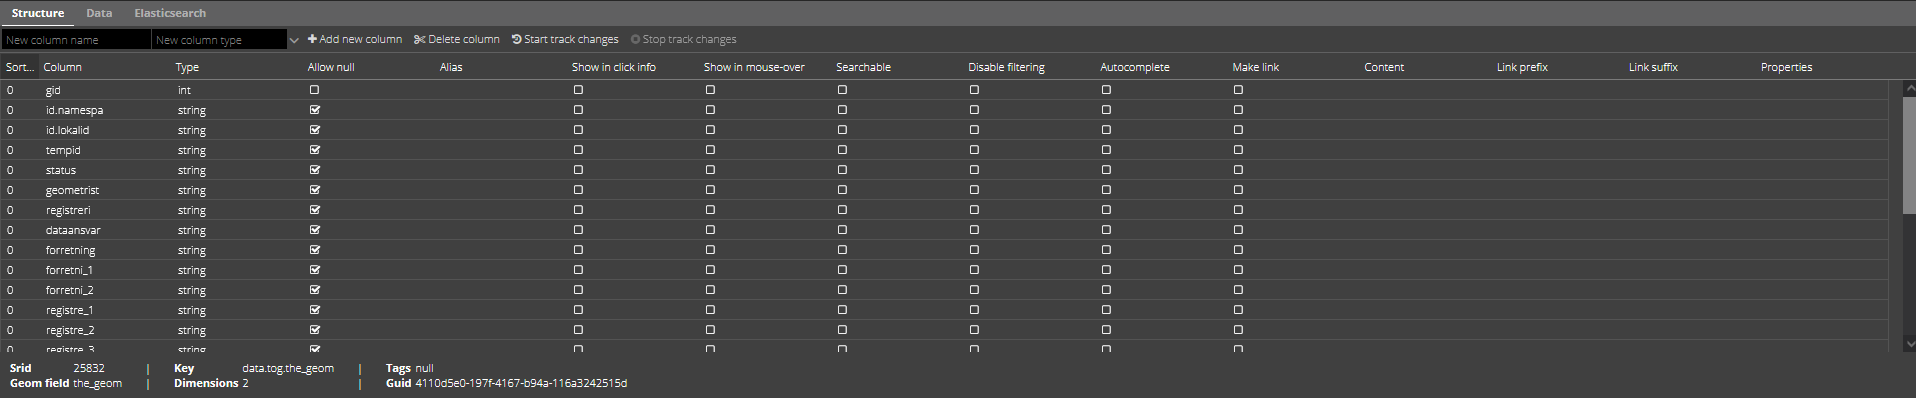 Structure Data Elasticsearch
New column name New column type Add new column Delete column Start track changes Stop track changes
Sort... Column Type Allow null Alias Show in click info Show in mouse-over Searchable Disable filtering Autocomplete Make link Content Link prefix Link suffix Properties
0 gid int
0 id.namespa string
0 id.lokalid string
0 tempid string
0 status string
0 geometrist string
0 registreri string
0 dataansvar string
0 forretning string
0 forretni_1 string
0 forretni_2 string
0 registre_1 string
0 registre_2 string
0 registre_3 string
Srid 25832 | Key data.tog.the_geom | Tags null
Geom field the_geom | Dimensions 2 | Guid 4110d5e0-197f-4167-b94a-116a3242515d